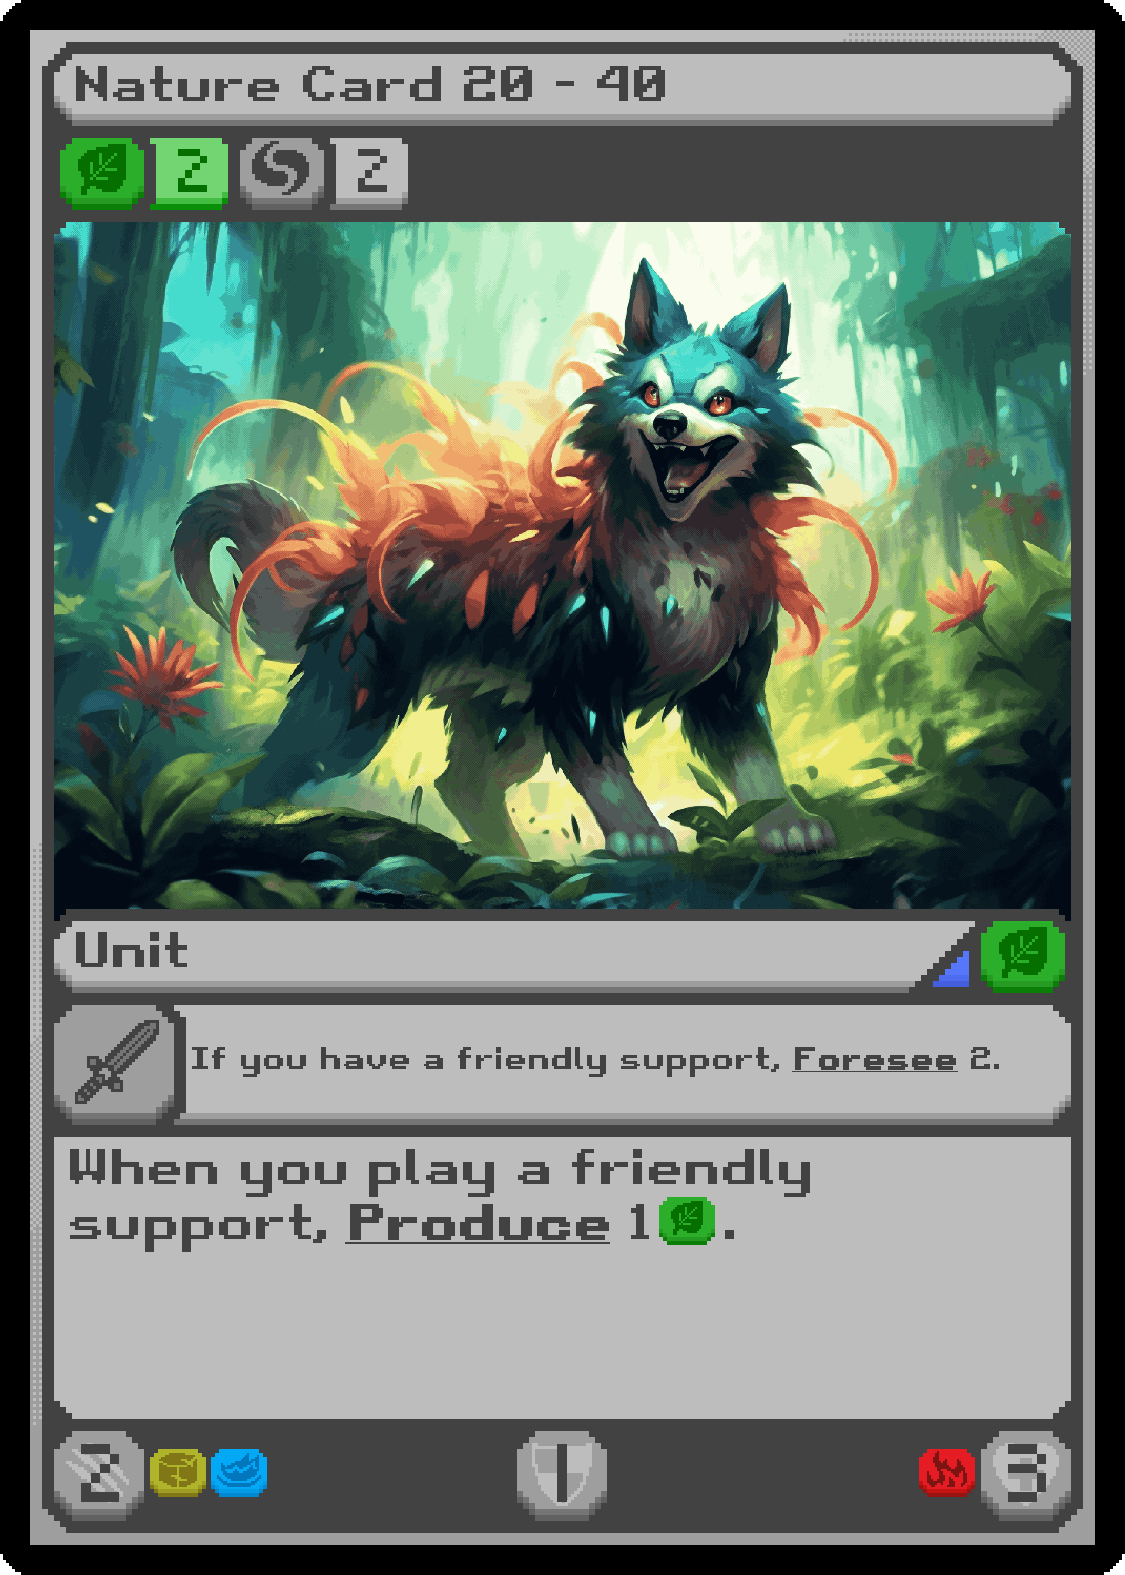 Nature Card 20 - 40
2 2
Unit
If you have a friendly support, Foresee 2.
When you play a friendly
support, Produce 1.
2 1 3